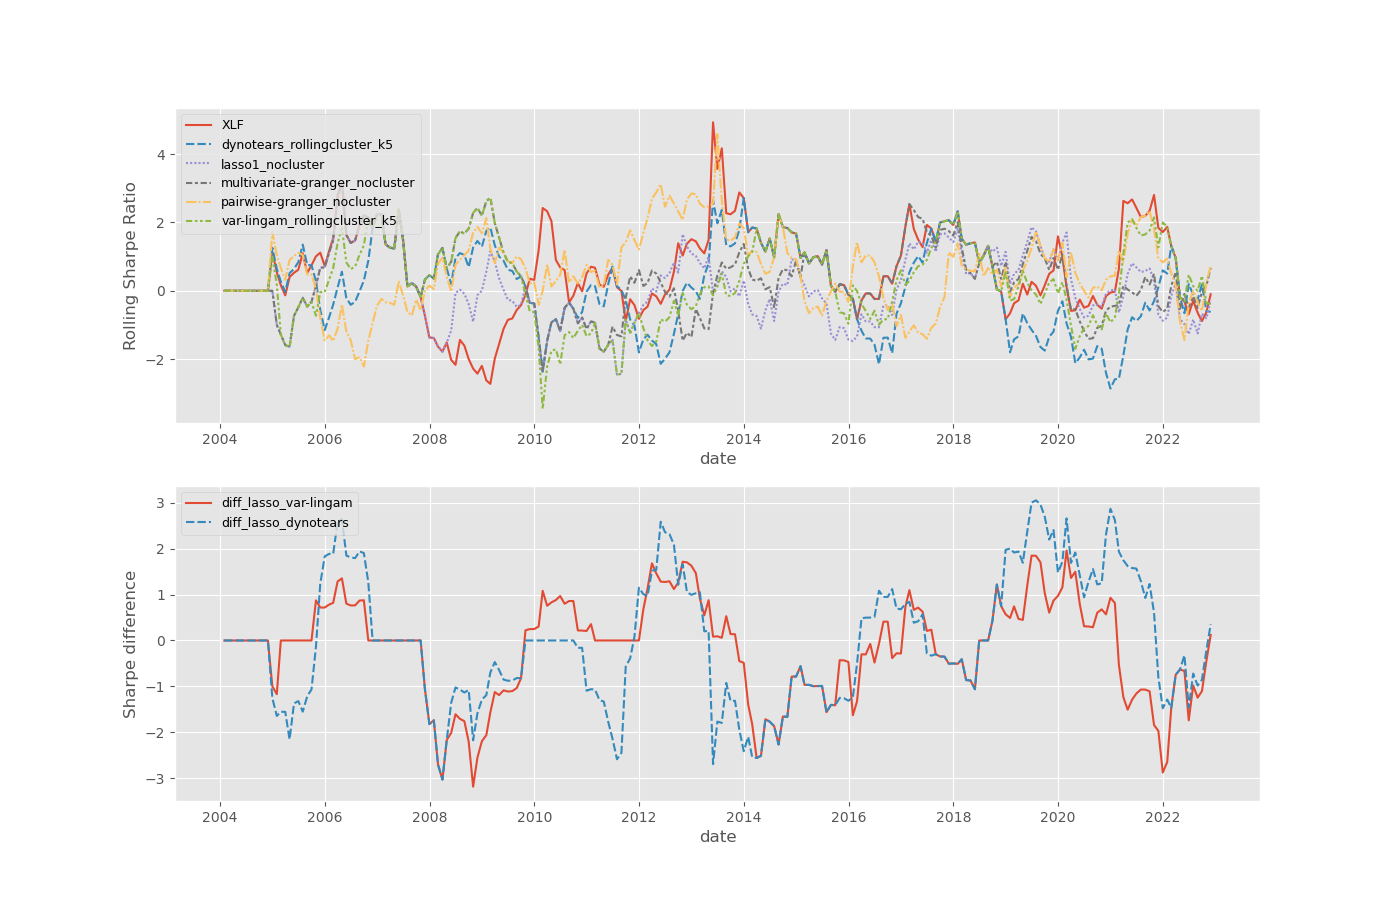 XLF
dynotears_rollingcluster_k5
lasso1_nocluster
multivariate-granger_nocluster
pairwise-granger_nocluster
var-lingam_rollingcluster_k5
Rolling Sharpe Ratio
4
2
0
−2
2004 2006 2008 2010 2012 2014 2016 2018 2020 2022
date
diff_lasso_var-lingam
diff_lasso_dynotears
Sharpe difference
3
2
1
0
−1
−2
−3
2004 2006 2008 2010 2012 2014 2016 2018 2020 2022
date